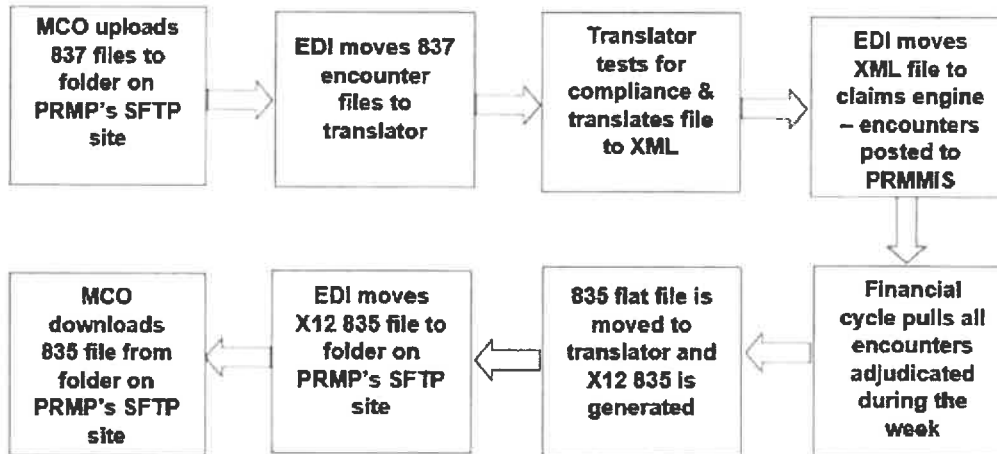 MCO uploads
837 files to
folder on
PRMP's SFTP
site
EDI moves 837
encounter
files to
translator
Translator
tests for
compliance &
translates file
to XML
EDI moves
XML file to
claims engine
– encounters
posted to
PRMMIS
Financial
cycle pulls all
encounters
adjudicated
during the
week
835 flat file is
moved to
translator and
X12 835 is
generated
EDI moves
X12 835 file to
folder on
PRMP's SFTP
site
MCO
downloads
835 file from
folder on
PRMP's SFTP
site